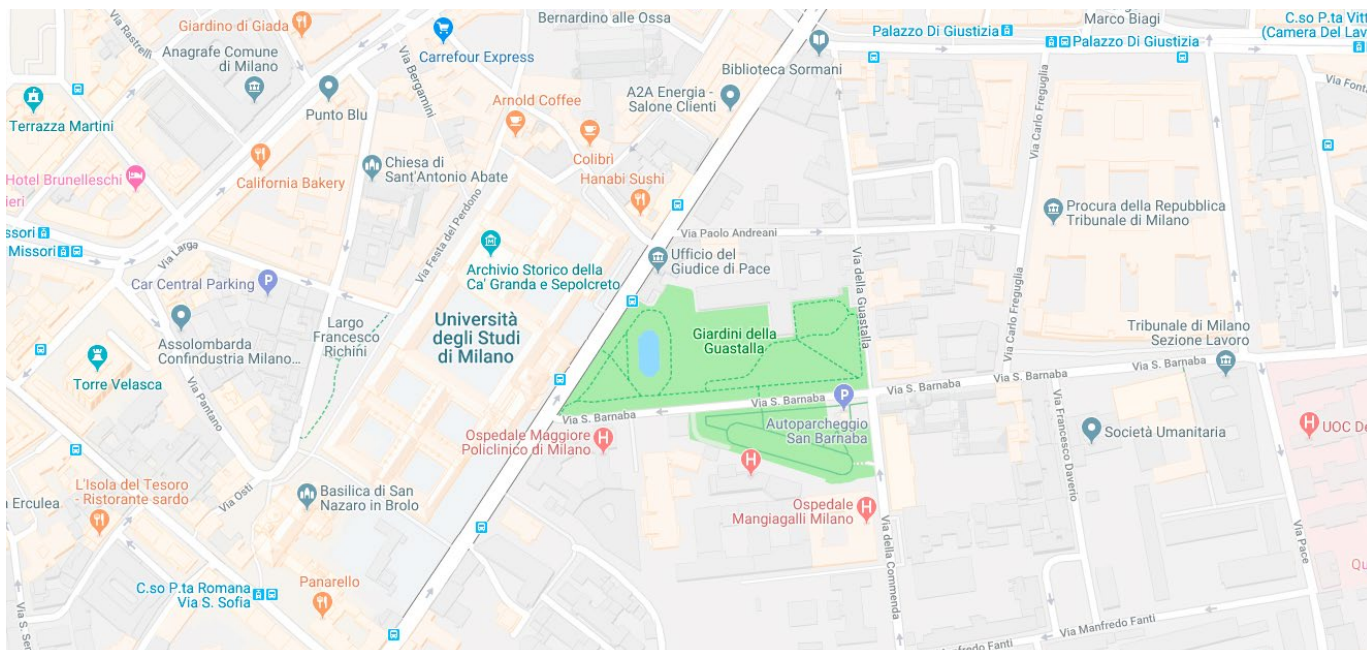 Giardino di Giada
Bernardino alle Ossa
Marco Biagi
C.so P.ta Vitt
(Camera Del Lav
Via Rastrelli
Anagrafe Comune
di Milano
Carrefour Express
Palazzo Di Giustizia
Palazzo Di Giustizia
Biblioteca Sormani
Via Bergamini
Via Fonta
A2A Energia -
Salone Clienti
Terrazza Martini
Punto Blu
Arnold Coffee
Via Carlo Freguglia
Colibrì
Chiesa di
Sant'Antonio Abate
Hotel Brunelleschi
ieri
California Bakery
Hanabi Sushi
Procura della Repubblica
Tribunale di Milano
ssori
Missori
Via Larga
Via Festa del Perdono
Via Paolo Andreani
Ufficio del
Giudice di Pace
Archivio Storico della
Ca' Granda e Sepolcreto
Car Central Parking
Via della Guastalla
Via Carlo Freguglia
Largo
Francesco
Richini
Università
degli Studi
di Milano
Giardini della
Guastalla
Assolombarda
Confindustria Milano...
Tribunale di Milano
Sezione Lavoro
Torre Velasca
Via Pantano
Via S. Barnaba
Via S. Barnaba
Via S. Barnaba
Autoparcheggio
San Barnaba
Ospedale Maggiore
Policlinico di Milano
Via Francesco Daverio
Società Umanitaria
UOC De
L'Isola del Tesoro
- Ristorante sardo
a Erculea
Via Osti
Basilica di San
Nazaro in Brolo
Ospedale
Mangiagalli Milano
Via della Commenda
Via Pace
Qu
C.so P.ta Romana
Via S. Sofia
Panarello
Via S. Sen
Via Manfredo Fanti
Manfredo Fanti